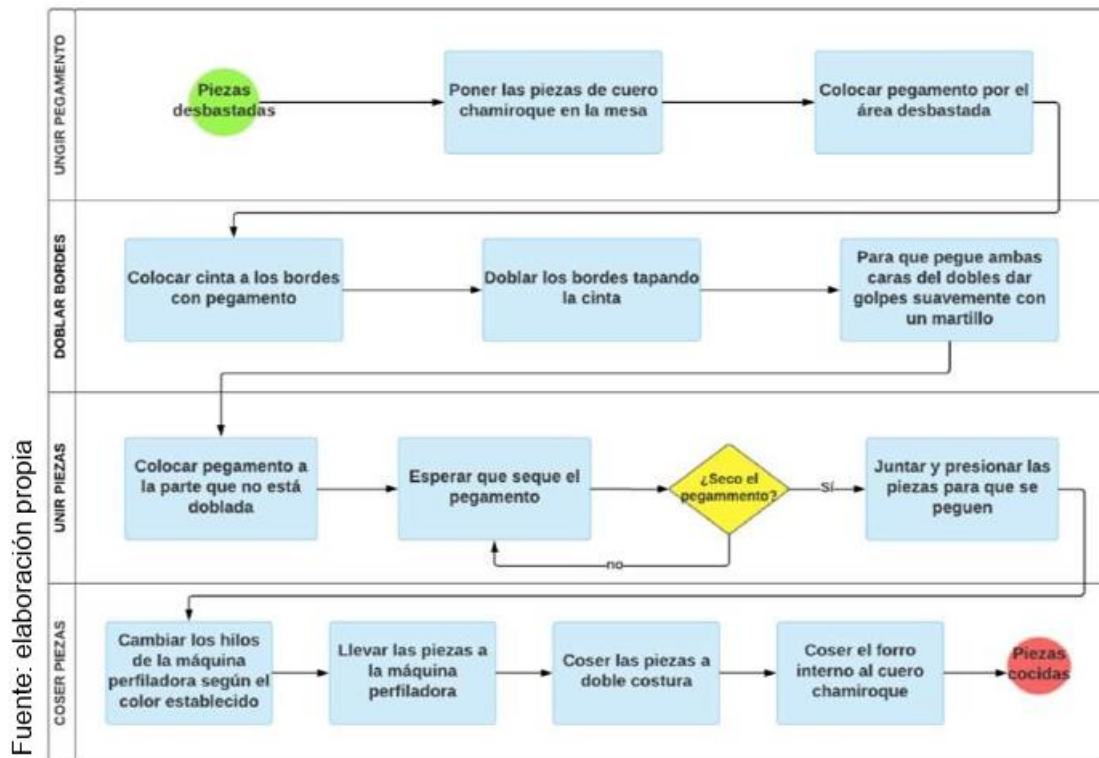 UNGIR PEGAMENTO
Piezas
desbastadas
Poner las piezas de cuero
chamiroque en la mesa
Colocar pegamento por el
área desbastada
DOBLAR BORDES
Colocar cinta a los bordes
con pegamento
Doblar los bordes tapando
la cinta
Para que pegue ambas
caras del dobles dar
golpes suavemente con
un martillo
UNIR PIEZAS
Colocar pegamento a
la parte que no está
doblada
Esperar que seque el
pegamento
¿Seco el
pegammento?
Sí
no
Juntar y presionar las
piezas para que se
peguen
COSER PIEZAS
Cambiar los hilos
de la máquina
perfiladora según el
color establecido
Llevar las piezas a
la máquina
perfiladora
Coser las piezas a
doble costura
Coser el forro
interno al cuero
chamiroque
Piezas
cocidas
Fuente: elaboración propia